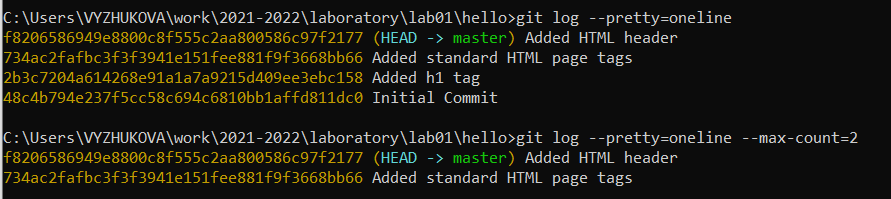 C:\Users\VYZHUKOVA\work\2021-2022\laboratory\lab01\hello>git log --pretty=oneline
f8206586949e8800c8f555c2aa800586c97f2177 (HEAD -> master) Added HTML header
734ac2fafbc3f3f3941e151fee881f9f3668bb66 Added standard HTML page tags
2b3c7204a614268e91a1a7a9215d409ee3ebc158 Added h1 tag
48c4b794e237f5cc58c694c6810bb1affd811dc0 Initial Commit
C:\Users\VYZHUKOVA\work\2021-2022\laboratory\lab01\hello>git log --pretty=oneline --max-count=2
f8206586949e8800c8f555c2aa800586c97f2177 (HEAD -> master) Added HTML header
734ac2fafbc3f3f3941e151fee881f9f3668bb66 Added standard HTML page tags